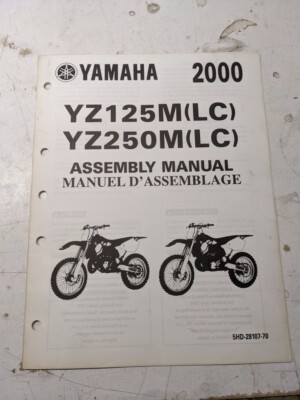 YAMAHA 2000
YZ125M(LC)
YZ250M(LC)
ASSEMBLY MANUAL
MANUEL D'ASSEMBLAGE
5HD-28107-70